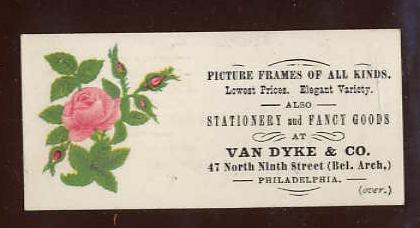 PICTURE FRAMES OF ALL KINDS.
Lowest Prices. Elegant Variety.
ALSO
STATIONERY and FANCY GOODS
AT
VAN DYKE & CO.
47 North Ninth Street (Bel. Arch,)
PHILADELPHIA.
(over.)